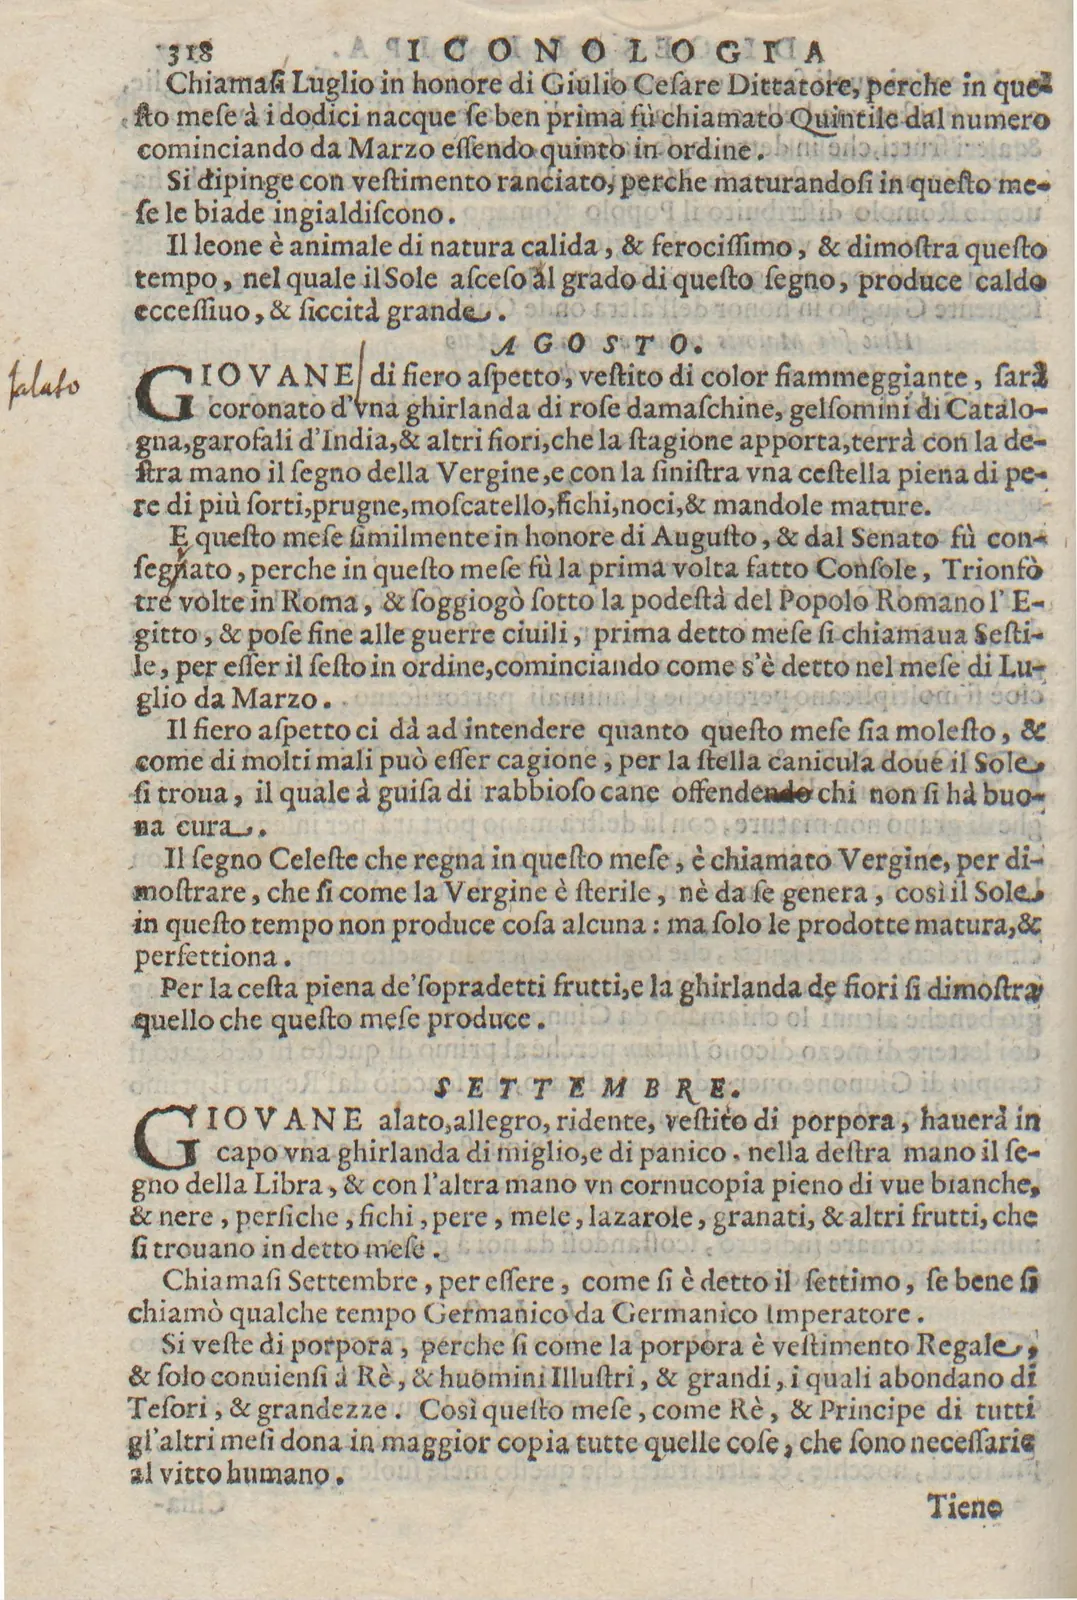 318 ICONOLOGIA
Chiamaſi Luglio in honore di Giulio Ceſare Dittatore, perche in que-
ſto meſe à i dodici nacque ſe ben prima fù chiamato Quintile dal numero
cominciando da Marzo eſſendo quinto in ordine.
Si dipinge con veſtimento ranciato, perche maturandoſi in queſto me-
ſe le biade ingialdiſcono.
Il leone è animale di natura calida, & ferociſſimo, & dimoſtra queſto
tempo, nel quale il Sole aſceſo al grado di queſto ſegno, produce caldo
ecceſſiuo, & ſiccità grande.
AGOSTO.
alato
GIOVANE di fiero aſpetto, veſtito di color fiammeggiante, ſarà
coronato d'vna ghirlanda di roſe damaſchine, gelſomini di Catalo-
gna, garofali d'India, & altri fiori, che la ſtagione apporta, terrà con la de-
ſtra mano il ſegno della Vergine, e con la ſiniſtra vna ceſtella piena di pe-
re di più ſorti, prugne, moſcatello, fichi, noci, & mandole mature.
E queſto meſe ſimilmente in honore di Auguſto, & dal Senato fù con-
ſegnato, perche in queſto meſe fù la prima volta fatto Conſole, Trionfò
tre volte in Roma, & ſoggiogò ſotto la podeſtà del Popolo Romano l'E-
gitto, & poſe fine alle guerre ciuili, prima detto meſe ſi chiamaua Seſti-
le, per eſſer il ſeſto in ordine, cominciando come s'è detto nel meſe di Lu-
glio da Marzo.
Il fiero aſpetto ci dà ad intendere quanto queſto meſe ſia moleſto, &
come di molti mali può eſſer cagione, per la ſtella canicula doue il Sole
ſi troua, il quale à guiſa di rabbioſo cane offende chi non ſi hà buo-
na cura.
Il ſegno Celeſte che regna in queſto meſe, è chiamato Vergine, per di-
moſtrare, che ſi come la Vergine è ſterile, nè da ſe genera, così il Sole
in queſto tempo non produce coſa alcuna: ma ſolo le prodotte matura, &
perfettiona.
Per la ceſta piena de'ſopradetti frutti, e la ghirlanda de fiori ſi dimoſtra
quello che queſto meſe produce.
SETTEMBRE.
GIOVANE alato, allegro, ridente, veſtito di porpora, hauerà in
capo vna ghirlanda di miglio, e di panico, nella deſtra mano il ſe-
gno della Libra, & con l'altra mano vn cornucopia pieno di vue bianche,
& nere, perſiche, fichi, pere, mele, lazarole, granati, & altri frutti, che
ſi trouano in detto meſe.
Chiamaſi Settembre, per eſſere, come ſi è detto il ſettimo, ſe bene ſi
chiamò qualche tempo Germanico da Germanico Imperatore.
Si veſte di porpora, perche ſi come la porpora è veſtimento Regale,
& ſolo conuienſi à Rè, & huomini Illuſtri, & grandi, i quali abondano di
Teſori, & grandezze. Così queſto meſe, come Rè, & Principe di tutti
gl'altri meſi dona in maggior copia tutte quelle coſe, che ſono neceſſarie
al vitto humano.
Tiene